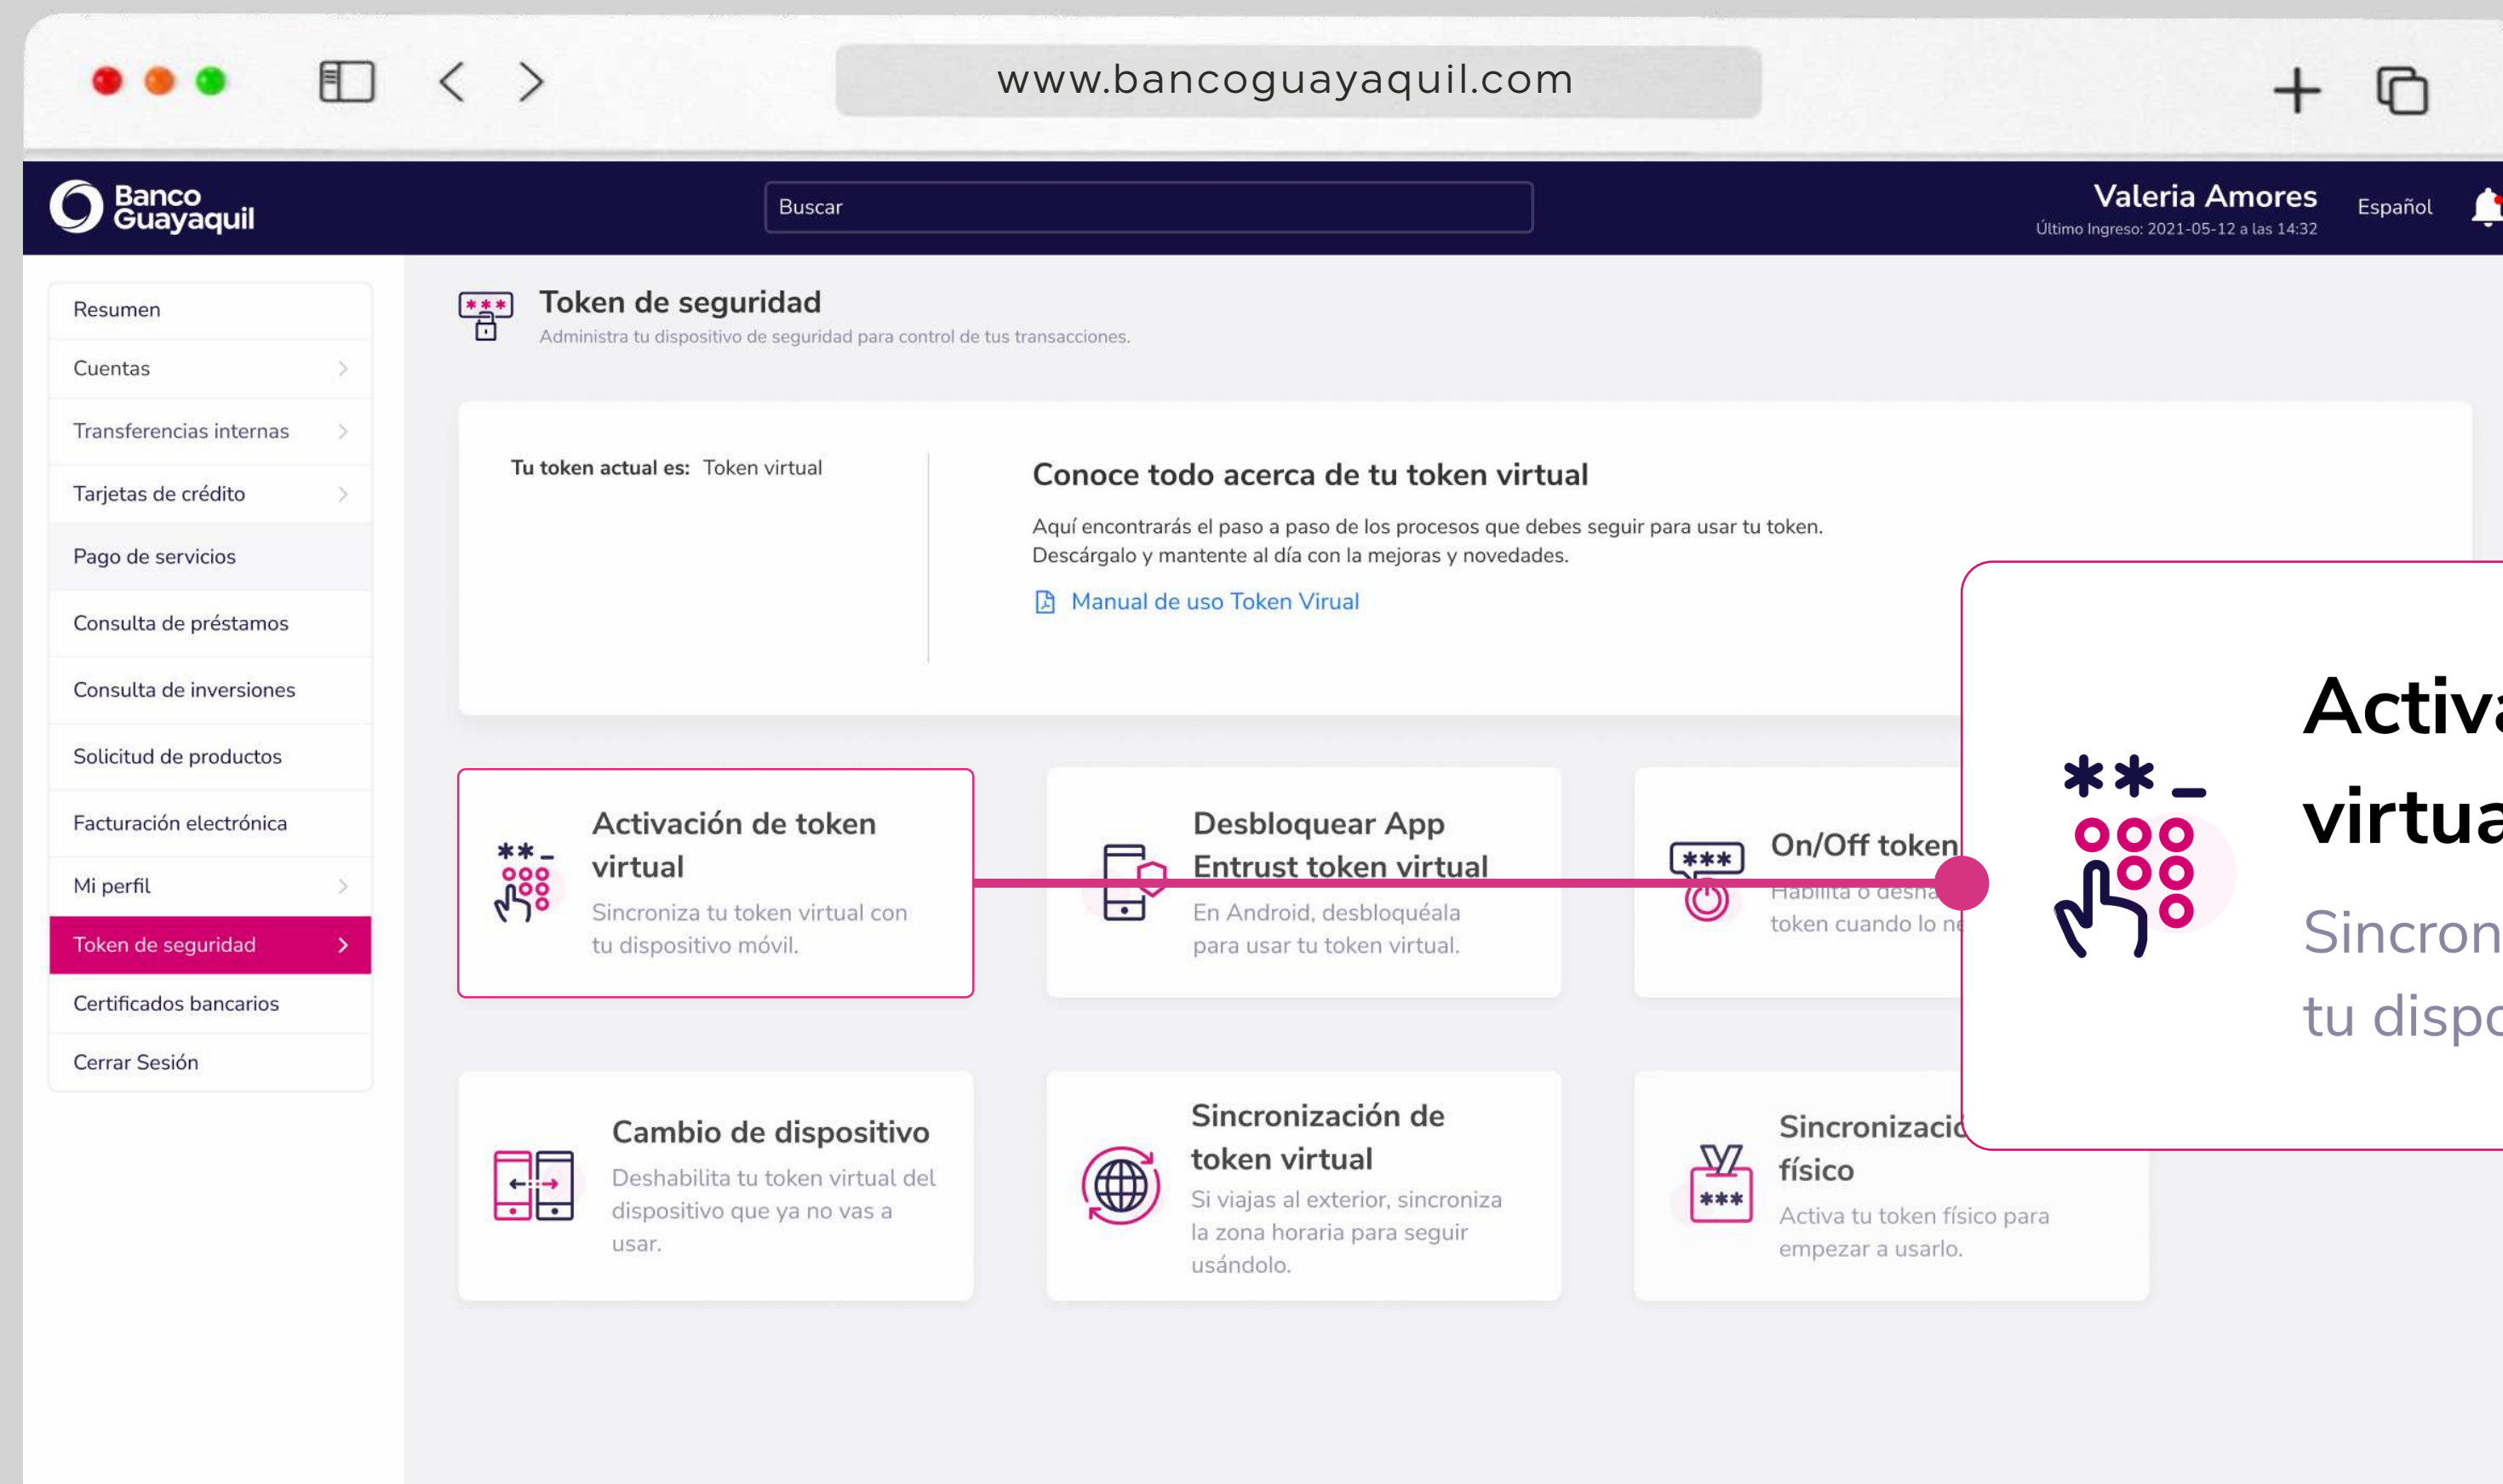 www.bancoguayaquil.com
Banco
Guayaquil
Buscar
Valeria Amores
Último Ingreso: 2021-05-12 a las 14:32
Español
Resumen
Cuentas
Transferencias internas
Tarjetas de crédito
Pago de servicios
Consulta de préstamos
Consulta de inversiones
Solicitud de productos
Facturación electrónica
Mi perfil
Token de seguridad
Certificados bancarios
Cerrar Sesión
Token de seguridad
Administra tu dispositivo de seguridad para control de tus transacciones.
Tu token actual es: Token virtual
Conoce todo acerca de tu token virtual
Aquí encontrarás el paso a paso de los procesos que debes seguir para usar tu token.
Descárgalo y mantente al día con la mejoras y novedades.
Manual de uso Token Virual
Activación de token
virtual
Sincroniza tu token virtual con
tu dispositivo móvil.
Desbloquear App
Entrust token virtual
En Android, desbloquéala
para usar tu token virtual.
On/Off token
Habilita o
token cuando lo
Activa
virtua
Sincron
tu dispo
Cambio de dispositivo
Deshabilita tu token virtual del
dispositivo que ya no vas a
usar.
Sincronización de
token virtual
Si viajas al exterior, sincroniza
la zona horaria para seguir
usándolo.
Sincronizació
físico
Activa tu token físico para
empezar a usarlo.